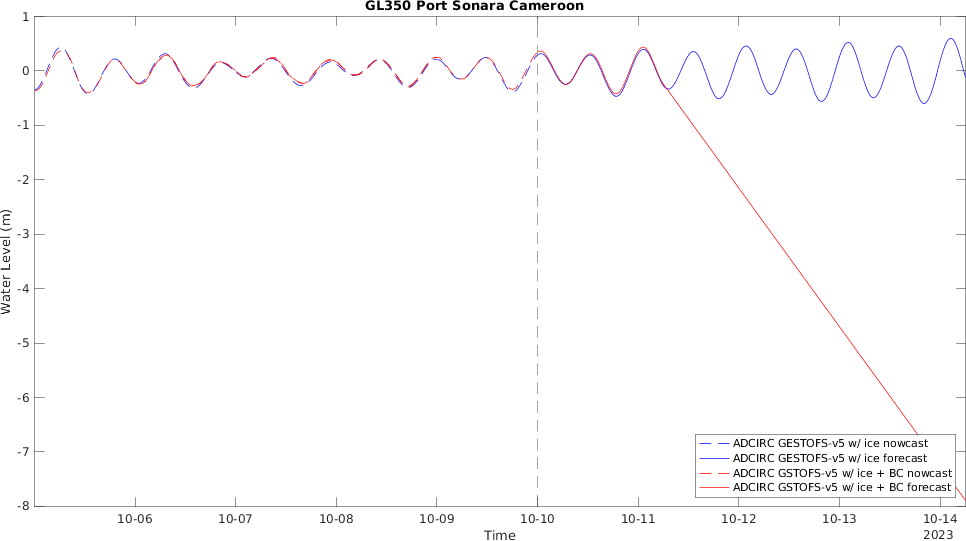 GL350 Port Sonara Cameroon
1
0
-1
-2
-3
-4
-5
-6
-7
-8
Water Level (m)
10-06 10-07 10-08 10-09 10-10 10-11 10-12 10-13 10-14
Time
2023
ADCIRC GESTOFS-v5 w/ ice nowcast
ADCIRC GESTOFS-v5 w/ ice forecast
ADCIRC GSTOFS-v5 w/ ice + BC nowcast
ADCIRC GSTOFS-v5 w/ ice + BC forecast